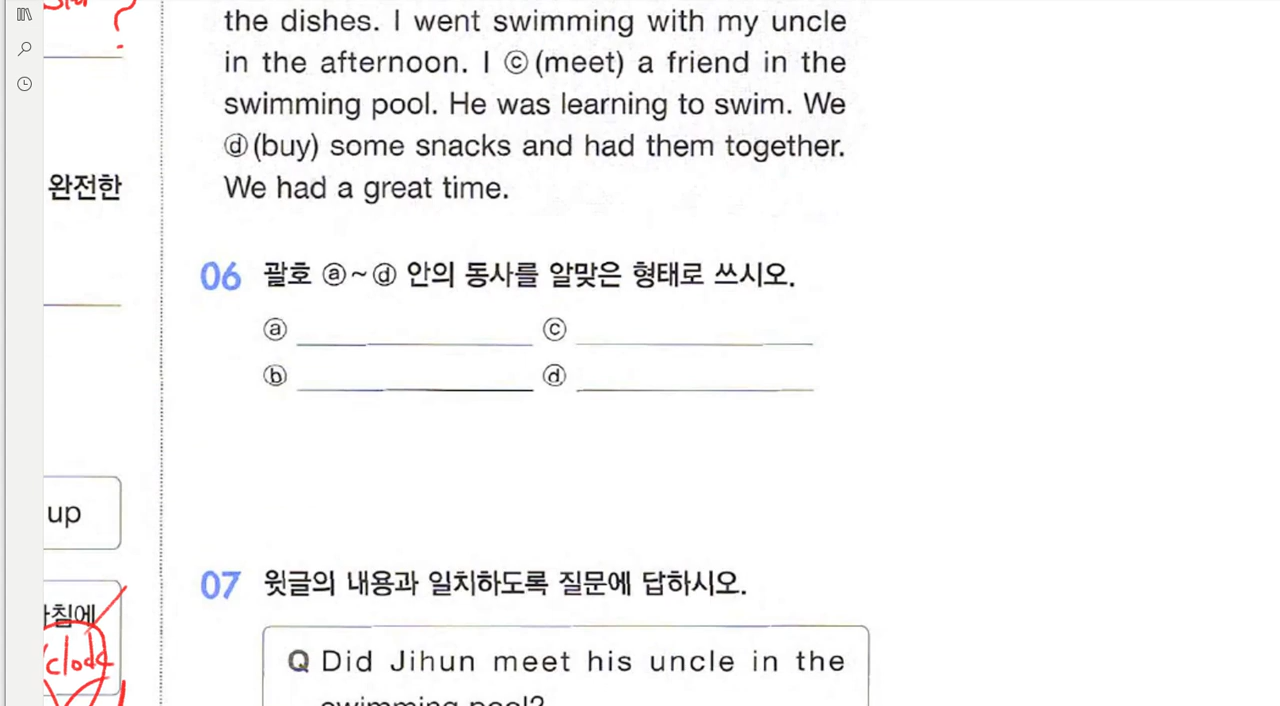 the dishes. I went swimming with my uncle
in the afternoon. I ⓒ(meet) a friend in the
swimming pool. He was learning to swim. We
ⓓ(buy) some snacks and had them together.
We had a great time.
완전한
06 괄호 ⓐ~ⓓ 안의 동사를 알맞은 형태로 쓰시오.
ⓐ ⓒ
ⓑ ⓓ
up
07 윗글의 내용과 일치하도록 질문에 답하시오.
침에
Q Did Jihun meet his uncle in the
swimming pool?